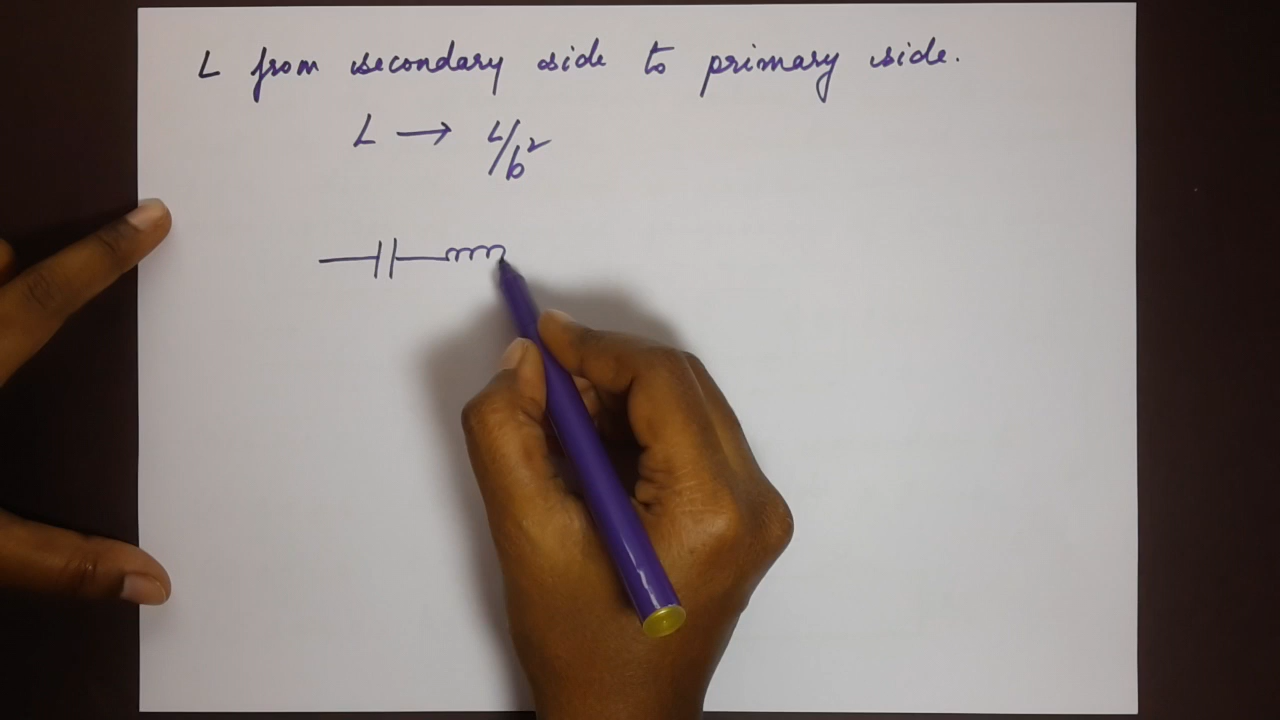 L from secondary side to primary side.
L → L/b²